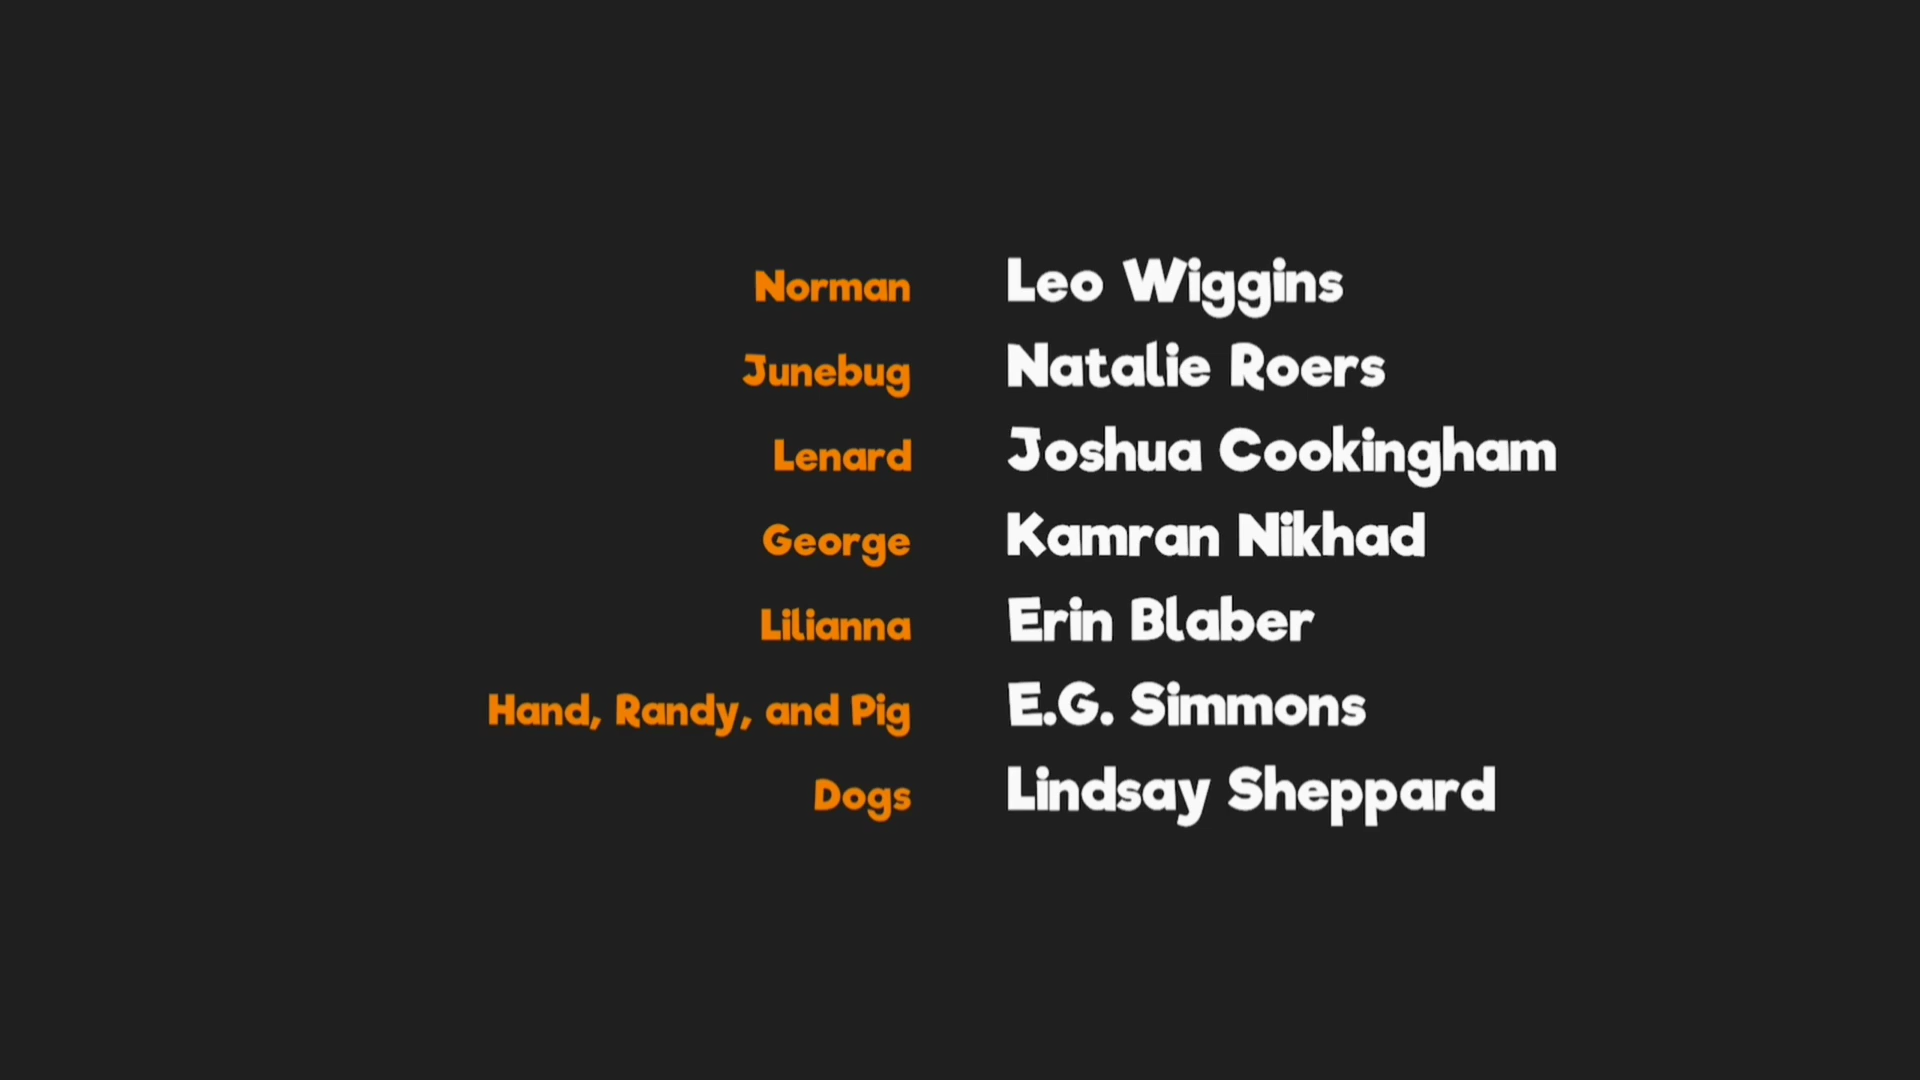 Norman Leo Wiggins
Junebug Natalie Roers
Lenard Joshua Cookingham
George Kamran Nikhad
Lilianna Erin Blaber
Hand, Randy, and Pig E.G. Simmons
Dogs Lindsay Sheppard